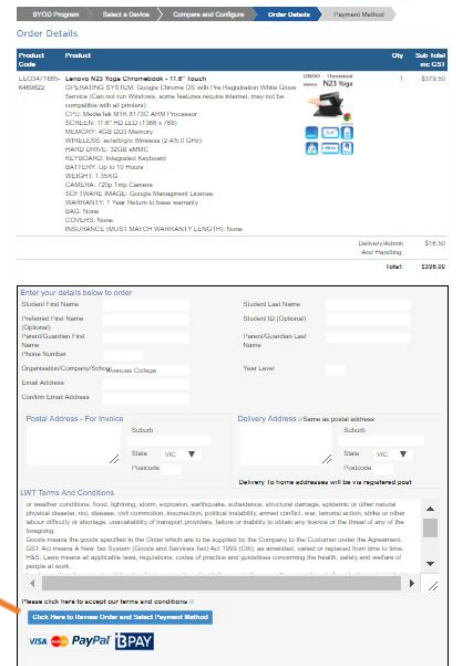 BYOD Program Select a Device Compare and Configure Order Details Payment Method
Order Details
Product Code Product Qty Sub Total inc GST
Lenovo N23 Yoga Chromebook - 11.6" Touch 1 $379.50
OPERATING SYSTEM: Google Chrome OS with Pre Registration White Glove
Service (Can not run Windows, some features require internet, may not be
compatible with all printers)
CPU: MediaTek MTK 8173C ARM Processor
SCREEN: 11.6" HD LED (1366 x 768)
MEMORY: 4GB DD3 Memory
WIRELESS: Wireless (2.4/5.0 GHz)
HARD DRIVE: 32GB eMMC
KEYBOARD: Integrated Keyboard
BATTERY: Up to 10 Hours
WEIGHT: 1.35KG
CAMERA: 720p 1mp Camera
SOFTWARE IMAGE: Google Management License
WARRANTY: 1 Year Return to base warranty
BAG: None
COVERS: None
INSURANCE (MUST MATCH WARRANTY LENGTH): None
LENOVO Chromebook
N23 Yoga
Delivery/Admin And Handling: $16.50
Total:
Enter your details below to order
Student First Name Student Last Name
Preferred First Name (Optional) Student ID (Optional)
Parent/Guardian First Name Parent/Guardian Last Name
Phone Number
Organisation/Company/School College Year Level
Email Address
Confirm Email Address
Postal Address - For Invoice Delivery Address Same as postal address
Suburb Suburb
State VIC State VIC
Postcode Postcode
Delivery To home addresses will be via registered post
LWT Terms And Conditions
or weather conditions, flood, lightning, storm, explosion, earthquake, subsidence, structural damage, epidemic or other natural
physical disaster, riot, disease, civil commotion, insurrection, political instability, armed conflict, war, terrorist action, strike or other
labour difficulty or shortage, unavailability of transport providers, failure or inability to obtain any licence or the threat of any of the
foregoing.
Goods means the goods specified in the Order which are to be supplied by the Company to the Customer under the Agreement.
GST Act means A New Tax System (Goods and Services Tax) Act 1999 (Cth), as amended, varied or replaced from time to time.
H&S. Laws means all applicable laws, regulations, codes of practice and guidelines concerning the health, safety and welfare of
people at work.
Please click here to accept our terms and conditions
Click Here to Review Order and Select Payment Method
VISA PayPal BPAY